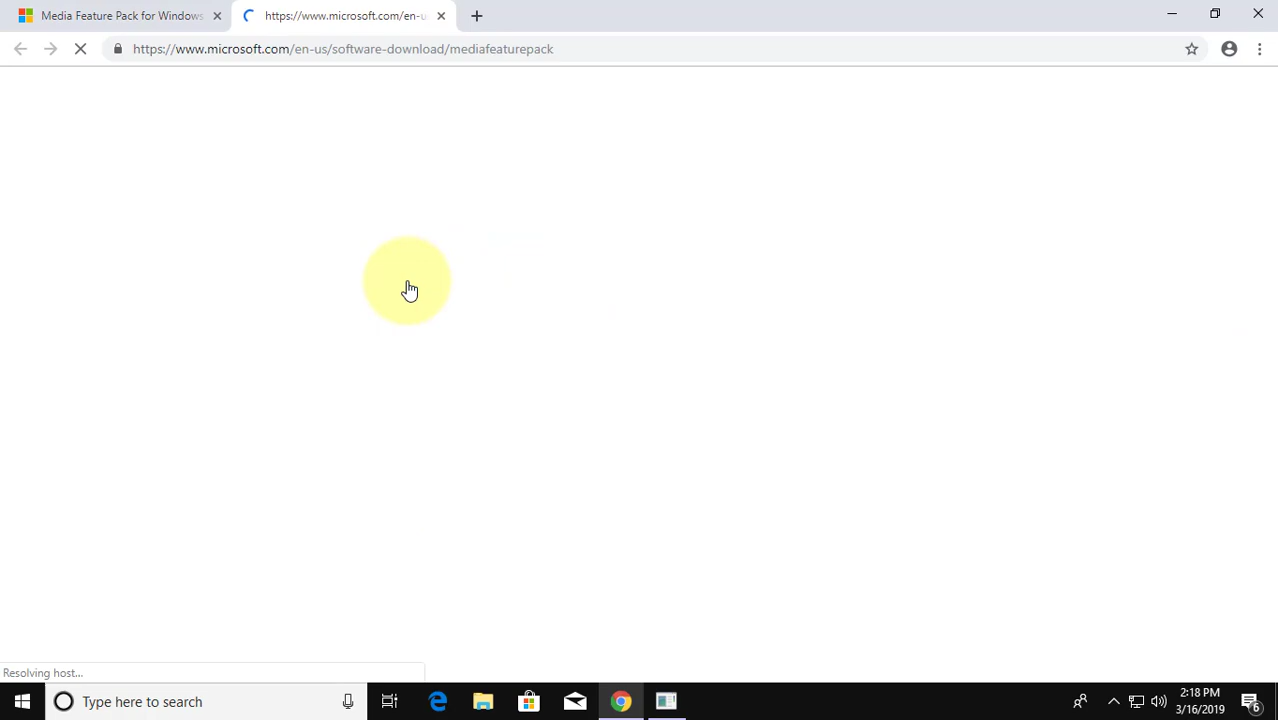 Media Feature Pack for Windows
https://www.microsoft.com/en-u
https://www.microsoft.com/en-us/software-download/mediafeaturepack
Resolving host...
Type here to search
2:18 PM
3/16/2019
6